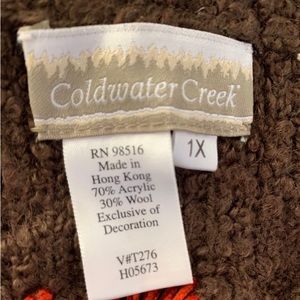 Coldwater Creek®
1X
RN 98516
Made in
Hong Kong
70% Acrylic
30% Wool
Exclusive of
Decoration
V#T276
H05673